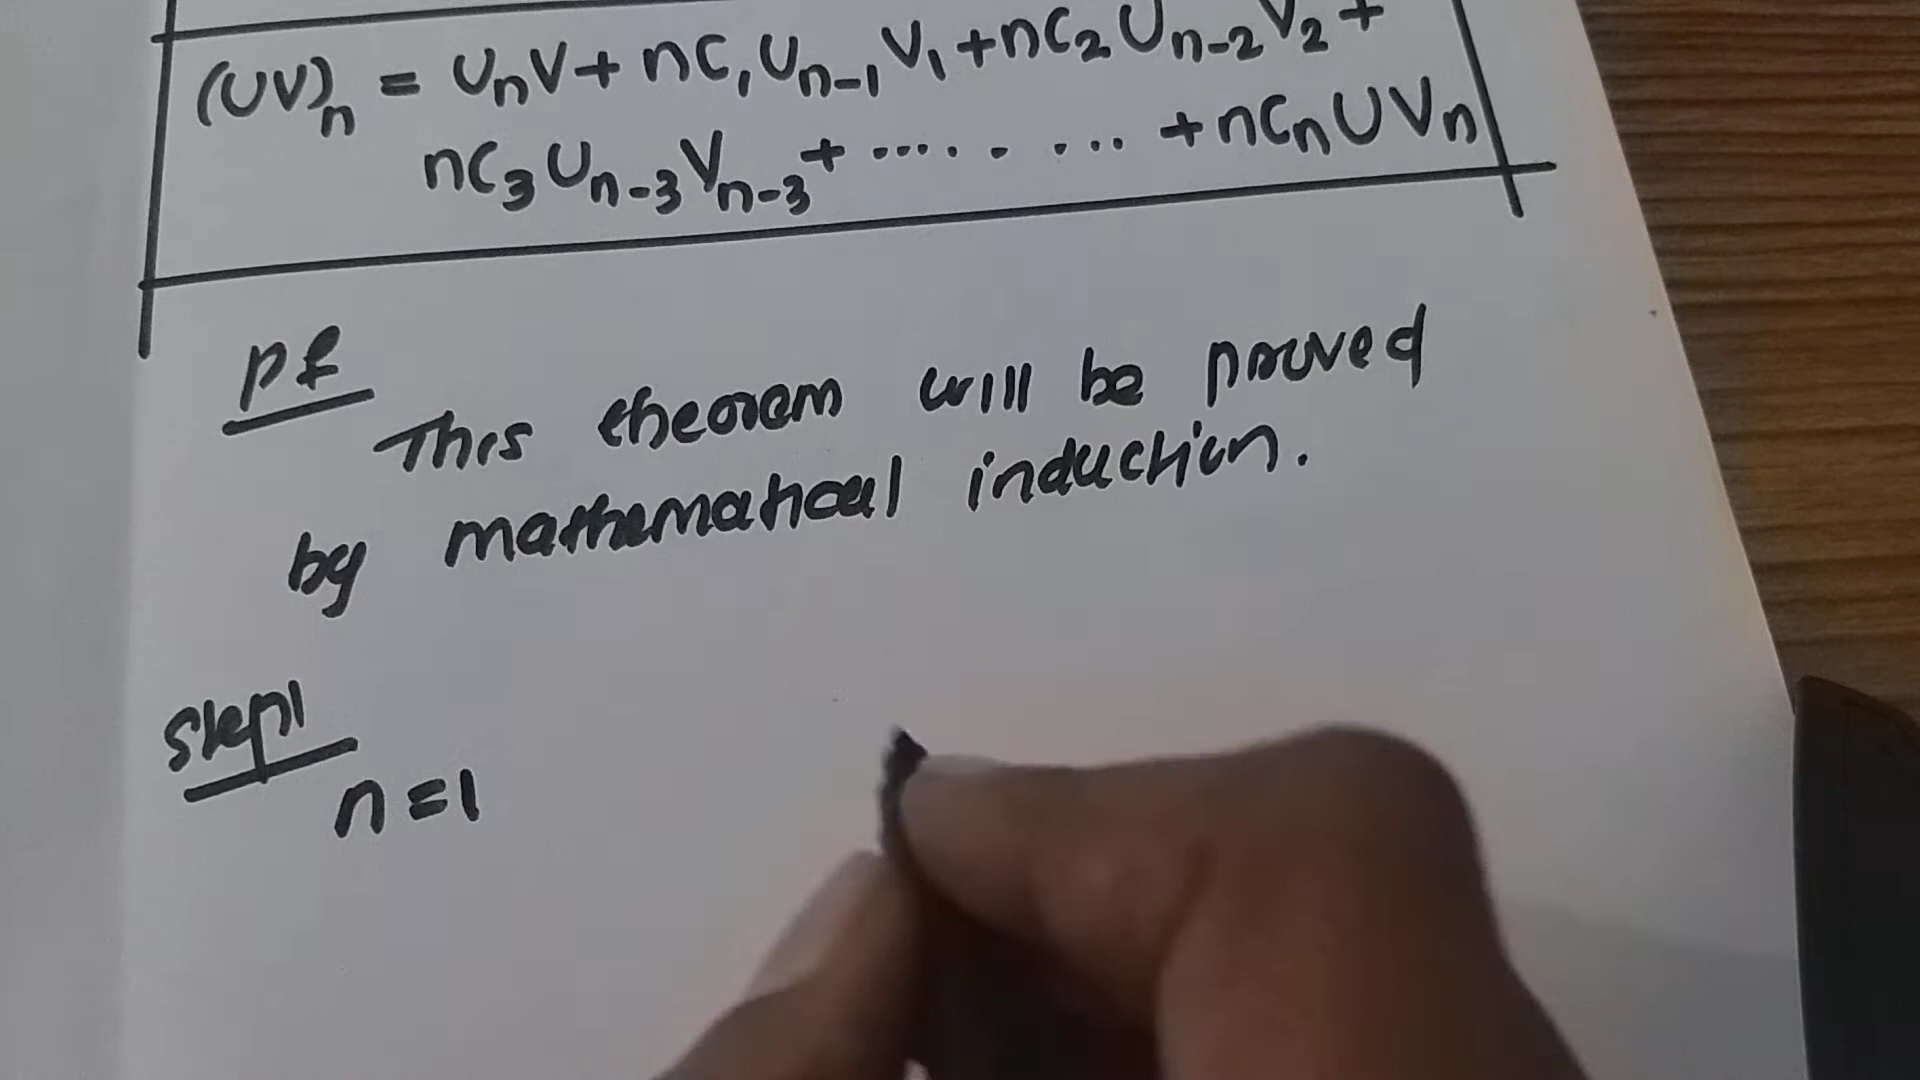 (UV)n = UnV + nC1Un-1V1 + nC2Un-2V2 +
nC3Un-3Vn-3 + ........ + nCnUVn
Pf
This theorem will be proved
by mathematical induction.
Step1
n=1